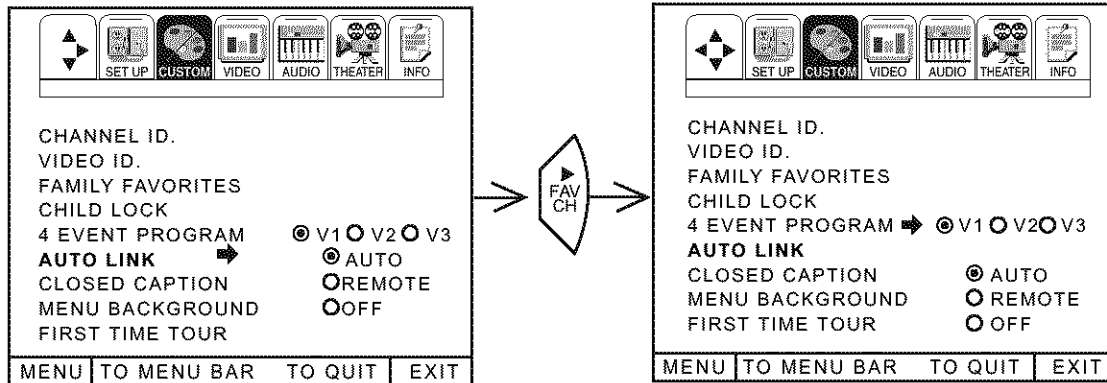 SET UP CUSTOM VIDEO AUDIO THEATER INFO
CHANNEL ID.
VIDEO ID.
FAMILY FAVORITES
CHILD LOCK
4 EVENT PROGRAM V1 V2 V3
AUTO LINK AUTO
CLOSED CAPTION REMOTE
MENU BACKGROUND OFF
FIRST TIME TOUR
MENU TO MENU BAR TO QUIT EXIT
FAV
CH
SET UP CUSTOM VIDEO AUDIO THEATER INFO
CHANNEL ID.
VIDEO ID.
FAMILY FAVORITES
CHILD LOCK
4 EVENT PROGRAM V1 V2 V3
AUTO LINK
CLOSED CAPTION AUTO
MENU BACKGROUND REMOTE
FIRST TIME TOUR OFF
MENU TO MENU BAR TO QUIT EXIT